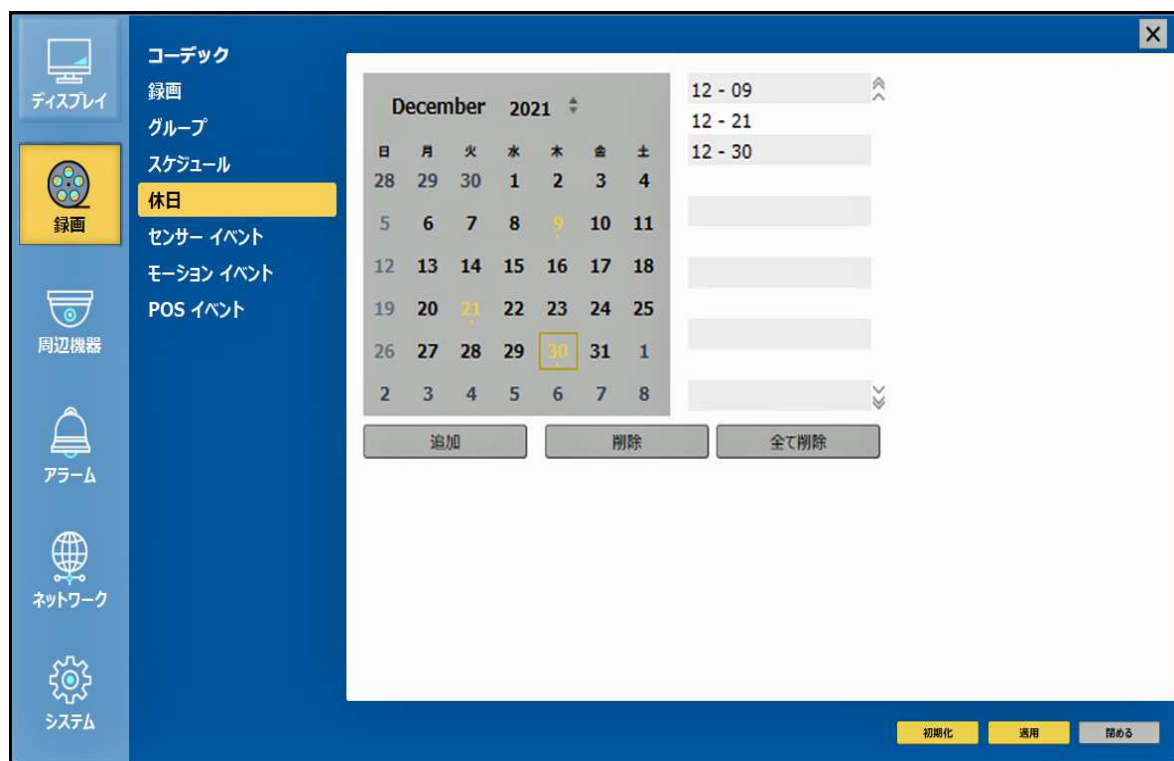 ディスプレイ
録画
周辺機器
アラーム
ネットワーク
システム
コーデック
録画
グループ
スケジュール
休日
センサー イベント
モーション イベント
POS イベント
December 2021
日 月 火 水 木 金 土
28 29 30 1 2 3 4
5 6 7 8 9 10 11
12 13 14 15 16 17 18
19 20 21 22 23 24 25
26 27 28 29 30 31 1
2 3 4 5 6 7 8
12 - 09
12 - 21
12 - 30
追加 削除 全て削除
初期化 適用 閉める